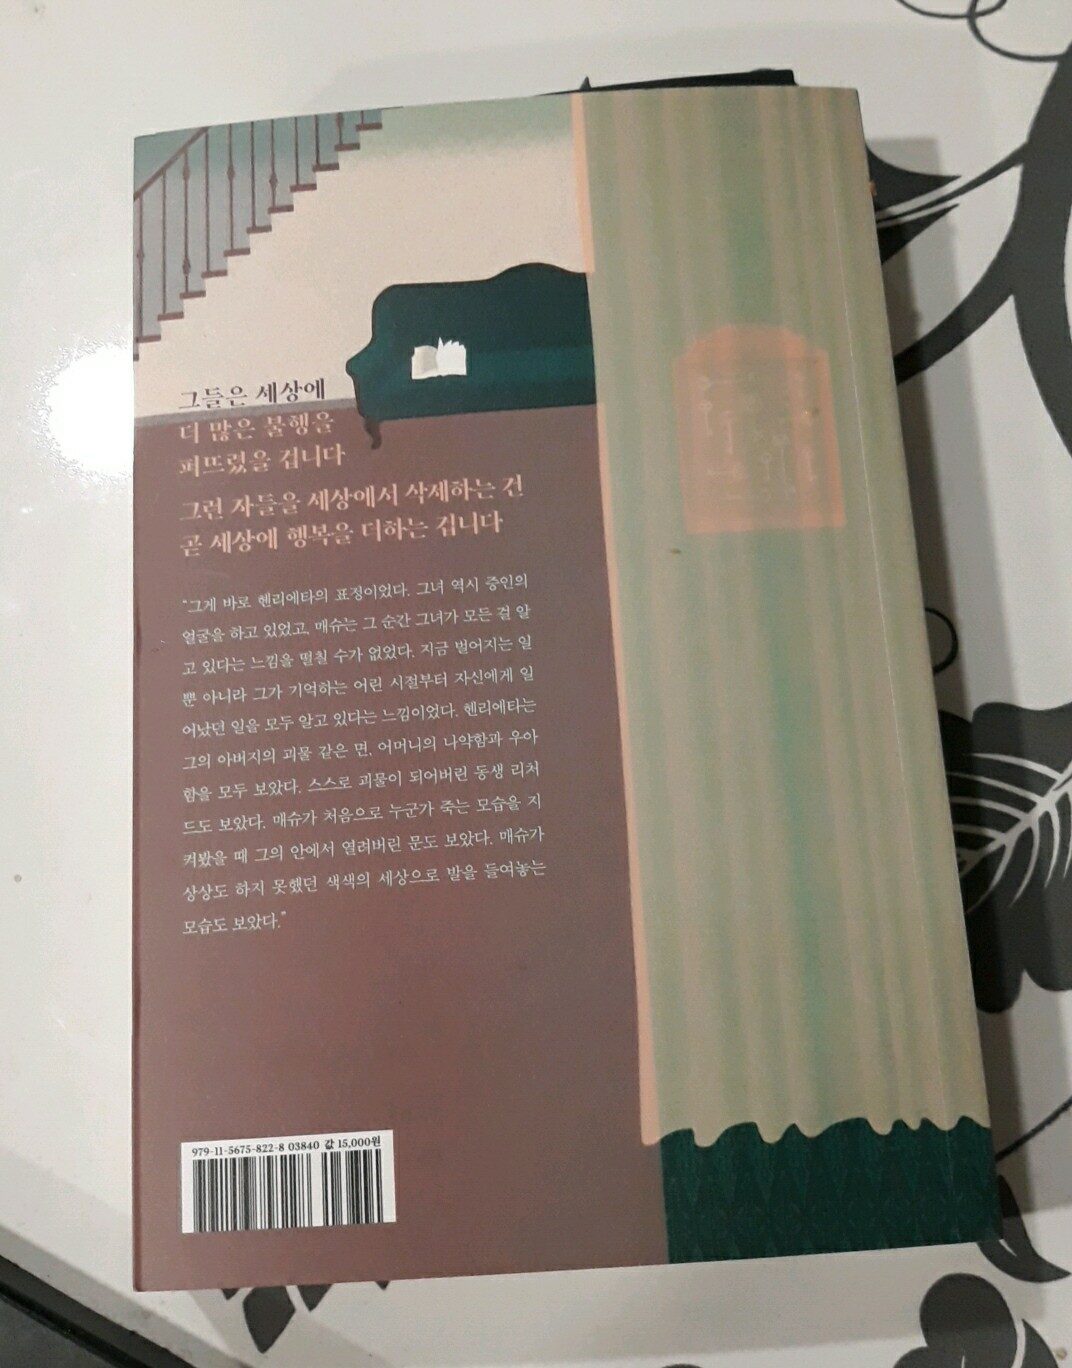 그들은 세상에
더 많은 불행을
퍼뜨렸을 겁니다
그런 자들을 세상에서 삭제하는 건
곧 세상에 행복을 더하는 겁니다
“그게 바로 헨리에타의 표정이었다. 그녀 역시 증인의
얼굴을 하고 있었고, 매슈는 그 순간 그녀가 모든 걸 알
고 있다는 느낌을 떨칠 수가 없었다. 지금 벌어지는 일
뿐 아니라 그가 기억하는 어린 시절부터 자신에게 일
어났던 일을 모두 알고 있다는 느낌이었다. 헨리에타는
그의 아버지의 괴물 같은 면, 어머니의 나약함과 우아
함을 모두 보았다. 스스로 괴물이 되어버린 동생 리처
드도 보았다. 매슈가 처음으로 누군가 죽는 모습을 지
켜봤을 때 그의 안에서 열려버린 문도 보았다. 매슈가
상상도 하지 못했던 색색의 세상으로 발을 들여놓는
모습도 보았다.”
979-11-5675-822-8 03840 값 15,000원